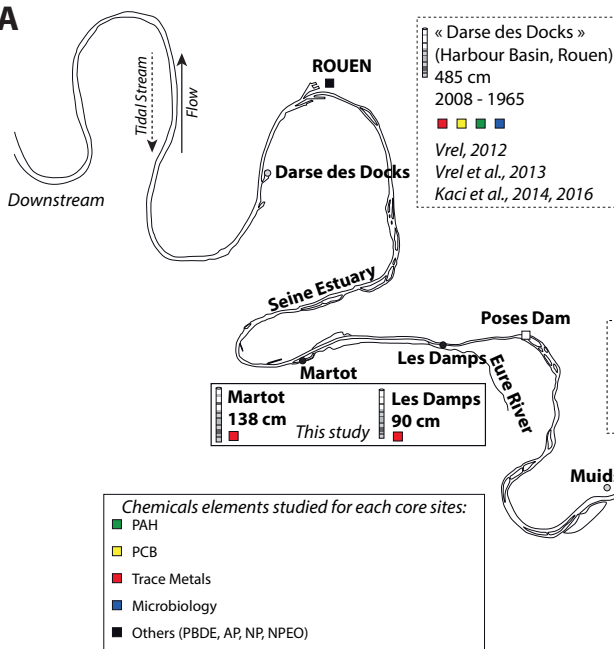 A
« Darse des Docks »
(Harbour Basin, Rouen)
485 cm
2008 - 1965
Vrel, 2012
Vrel et al., 2013
Kaci et al., 2014, 2016
ROUEN
Tidal Stream
Flow
Darse des Docks
Downstream
Seine Estuary
Poses Dam
Les Damps
Martot
Eure River
Martot
138 cm
Les Damps
90 cm
This study
Muid
Chemicals elements studied for each core sites:
PAH
PCB
Trace Metals
Microbiology
Others (PBDE, AP, NP, NPEO)